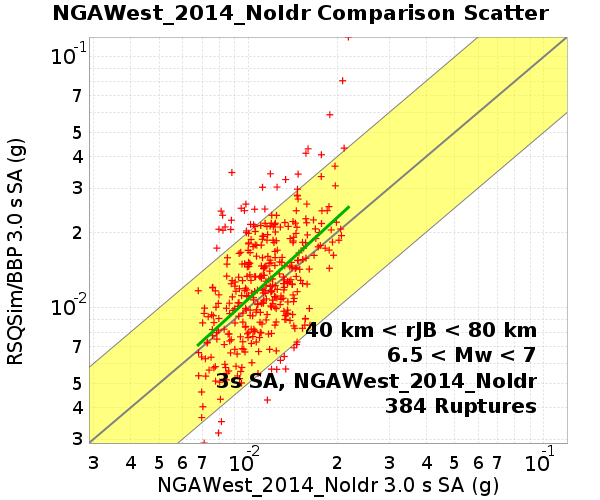 NGAWest_2014_NoIdr Comparison Scatter
10^-1
7
5
4
3
2
10^-2
7
5
4
3
RSQSim/BBP 3.0 s SA (g)
40 km < rJB < 80 km
6.5 < Mw < 7
3s SA, NGAWest_2014_NoIdr
384 Ruptures
3 4 5 6 7 10^-2 2 3 4 5 6 7 10^-1
NGAWest_2014_NoIdr 3.0 s SA (g)